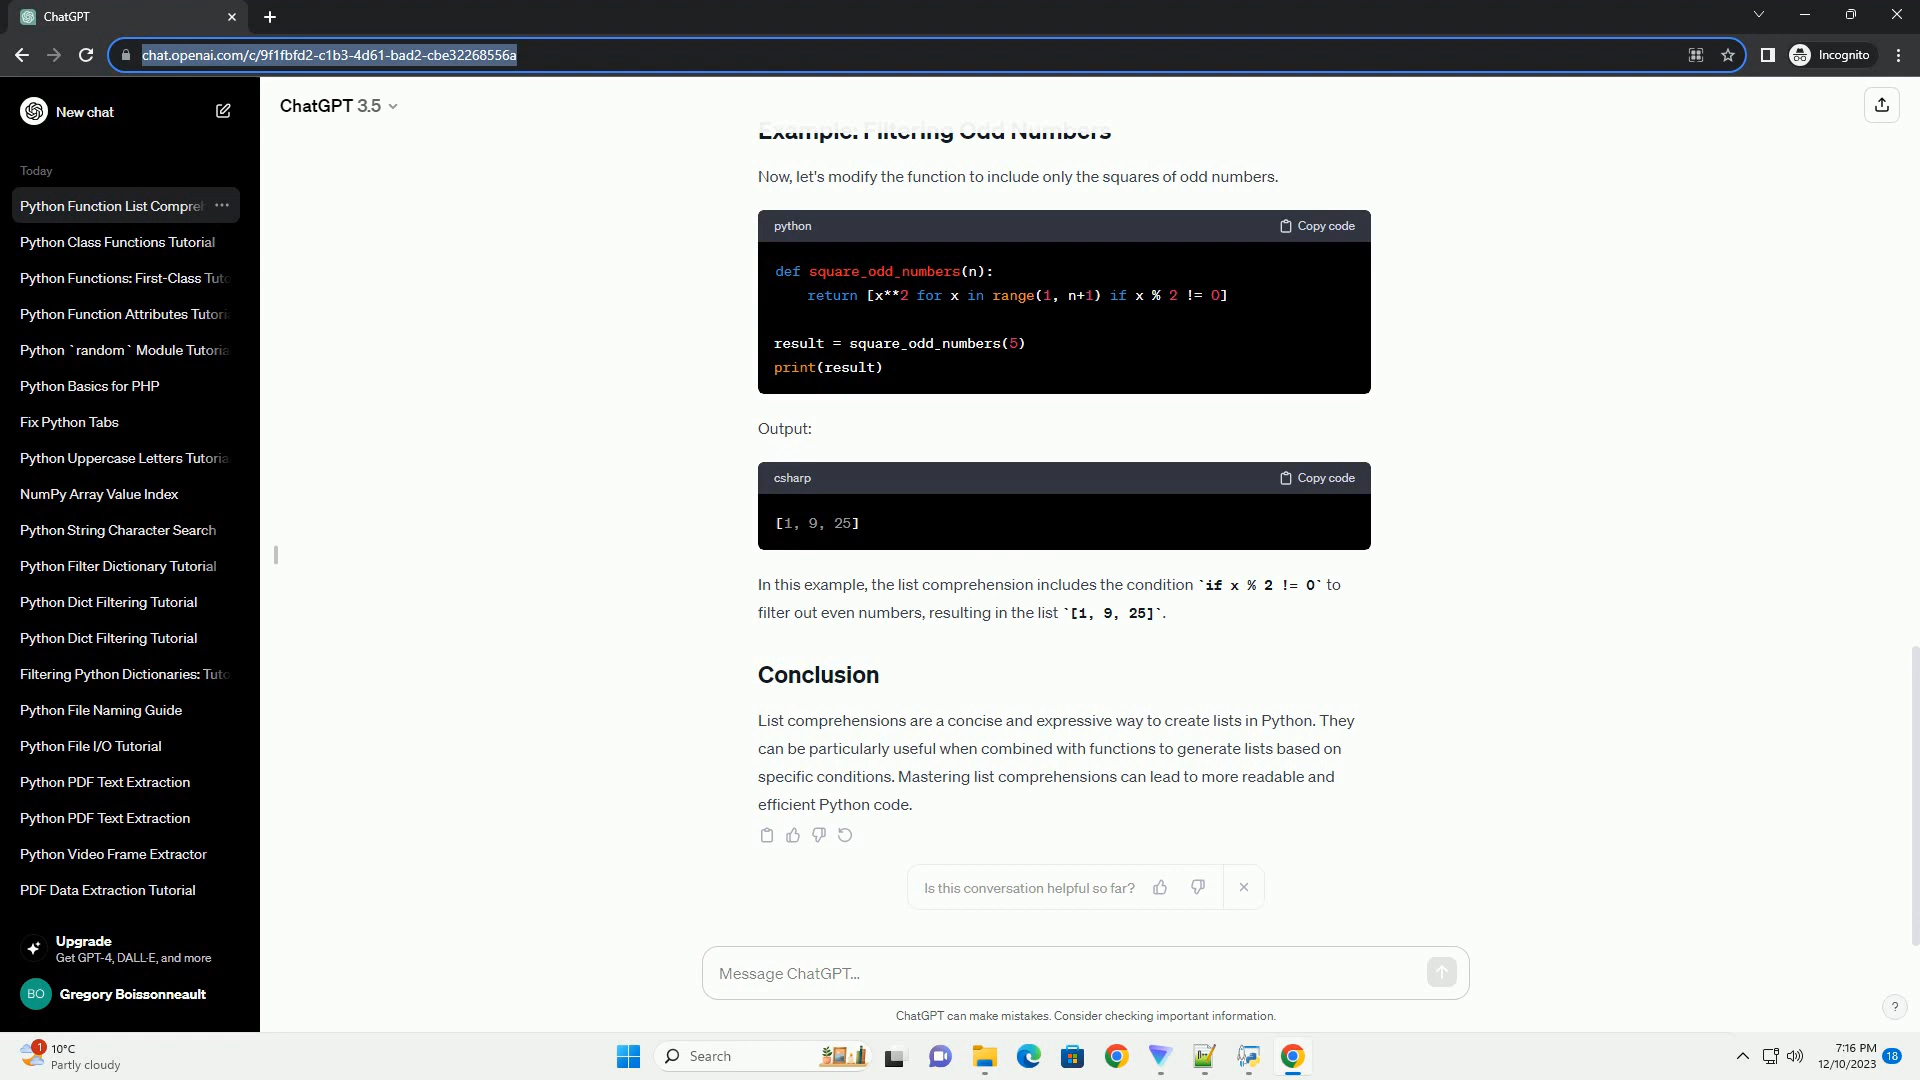 ChatGPT
chat.openai.com/c/9f1fbfd2-c1b3-4d61-bad2-cbe32268556a
Incognito
New chat
Today
Python Function List Compre
Python Class Functions Tutorial
Python Functions: First-Class Tuto
Python Function Attributes Tutoria
Python `random` Module Tutoria
Python Basics for PHP
Fix Python Tabs
Python Uppercase Letters Tutoria
NumPy Array Value Index
Python String Character Search
Python Filter Dictionary Tutorial
Python Dict Filtering Tutorial
Python Dict Filtering Tutorial
Filtering Python Dictionaries: Tuto
Python File Naming Guide
Python File I/O Tutorial
Python PDF Text Extraction
Python PDF Text Extraction
Python Video Frame Extractor
PDF Data Extraction Tutorial
Upgrade
Get GPT-4, DALL·E, and more
BO
Gregory Boissonneault
ChatGPT 3.5
Example: Filtering Odd Numbers
Now, let's modify the function to include only the squares of odd numbers.
python
Copy code
def square_odd_numbers(n):
    return [x**2 for x in range(1, n+1) if x % 2 != 0]
result = square_odd_numbers(5)
print(result)
Output:
csharp
Copy code
[1, 9, 25]
In this example, the list comprehension includes the condition `if x % 2 != 0` to
filter out even numbers, resulting in the list `[1, 9, 25]`.
Conclusion
List comprehensions are a concise and expressive way to create lists in Python. They
can be particularly useful when combined with functions to generate lists based on
specific conditions. Mastering list comprehensions can lead to more readable and
efficient Python code.
Is this conversation helpful so far?
Message ChatGPT...
ChatGPT can make mistakes. Consider checking important information.
?
1
10°C
Partly cloudy
Search
7:16 PM
12/10/2023
18